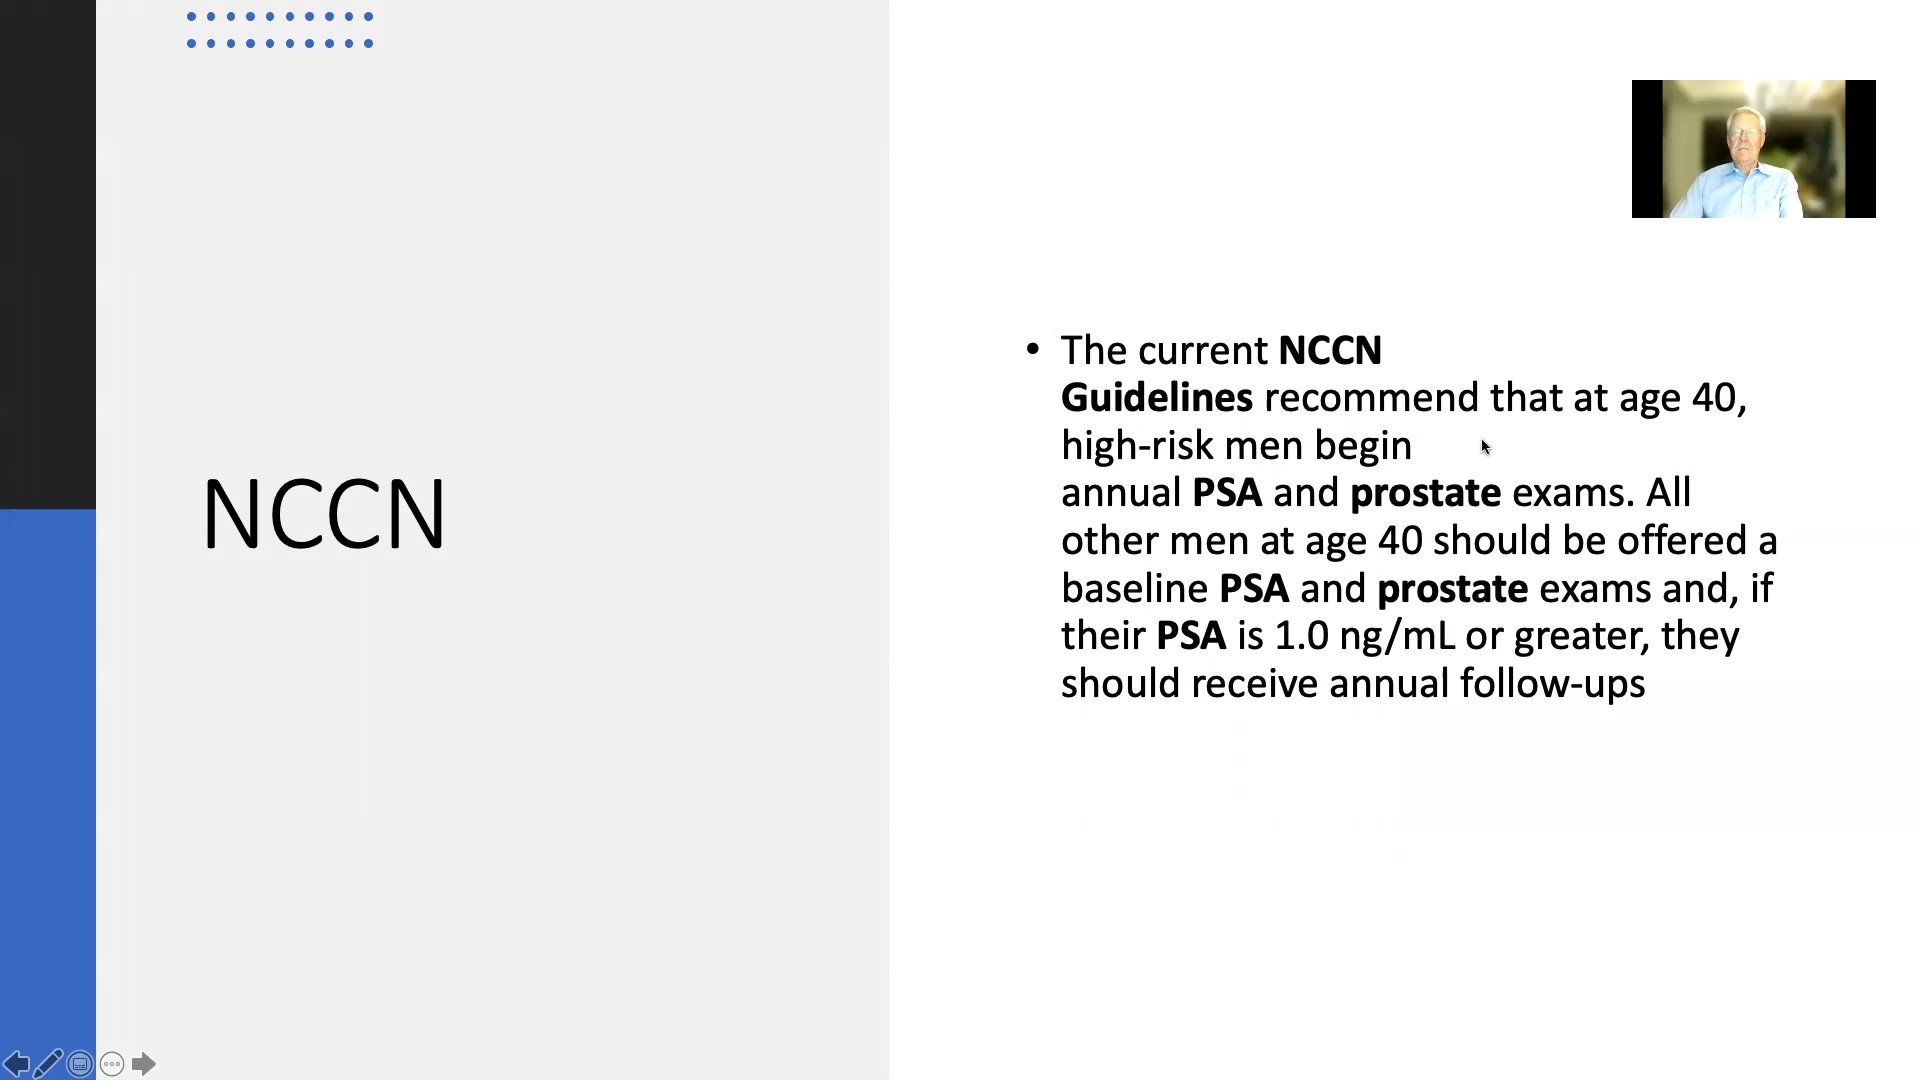 NCCN
• The current NCCN
Guidelines recommend that at age 40,
high-risk men begin
annual PSA and prostate exams. All
other men at age 40 should be offered a
baseline PSA and prostate exams and, if
their PSA is 1.0 ng/mL or greater, they
should receive annual follow-ups